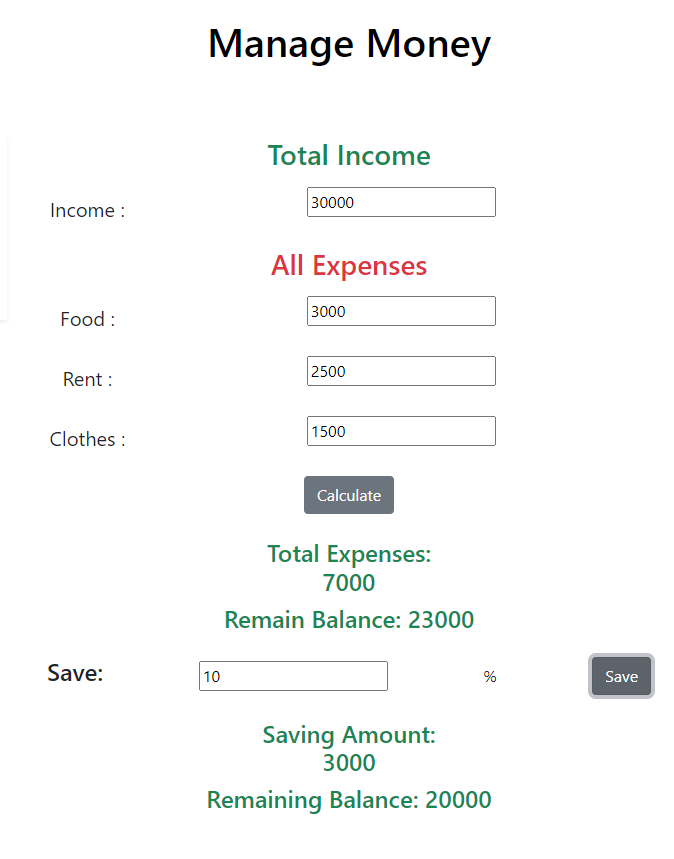 Manage Money
Total Income
Income : 30000
All Expenses
Food : 3000
Rent : 2500
Clothes : 1500
Calculate
Total Expenses:
7000
Remain Balance: 23000
Save: 10 % Save
Saving Amount:
3000
Remaining Balance: 20000